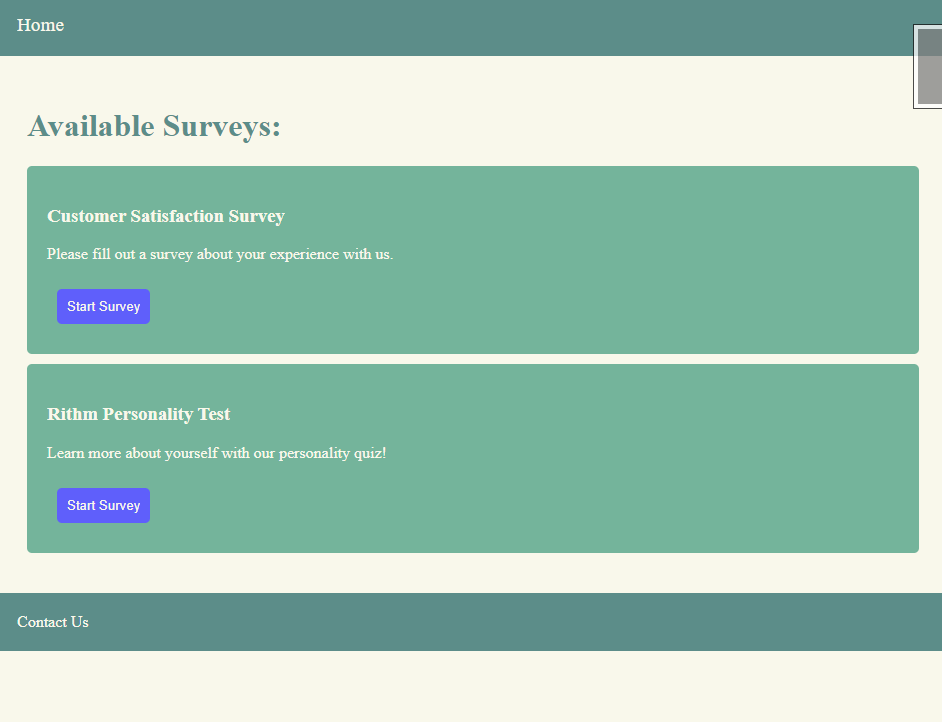 Home
Available Surveys:
Customer Satisfaction Survey
Please fill out a survey about your experience with us.
Start Survey
Rithm Personality Test
Learn more about yourself with our personality quiz!
Start Survey
Contact Us